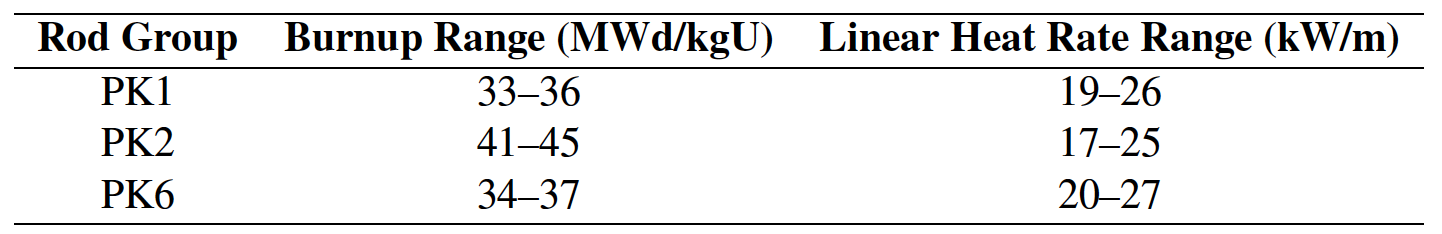 Rod Group Burnup Range (MWd/kgU) Linear Heat Rate Range (kW/m)
PK1 33–36 19–26
PK2 41–45 17–25
PK6 34–37 20–27